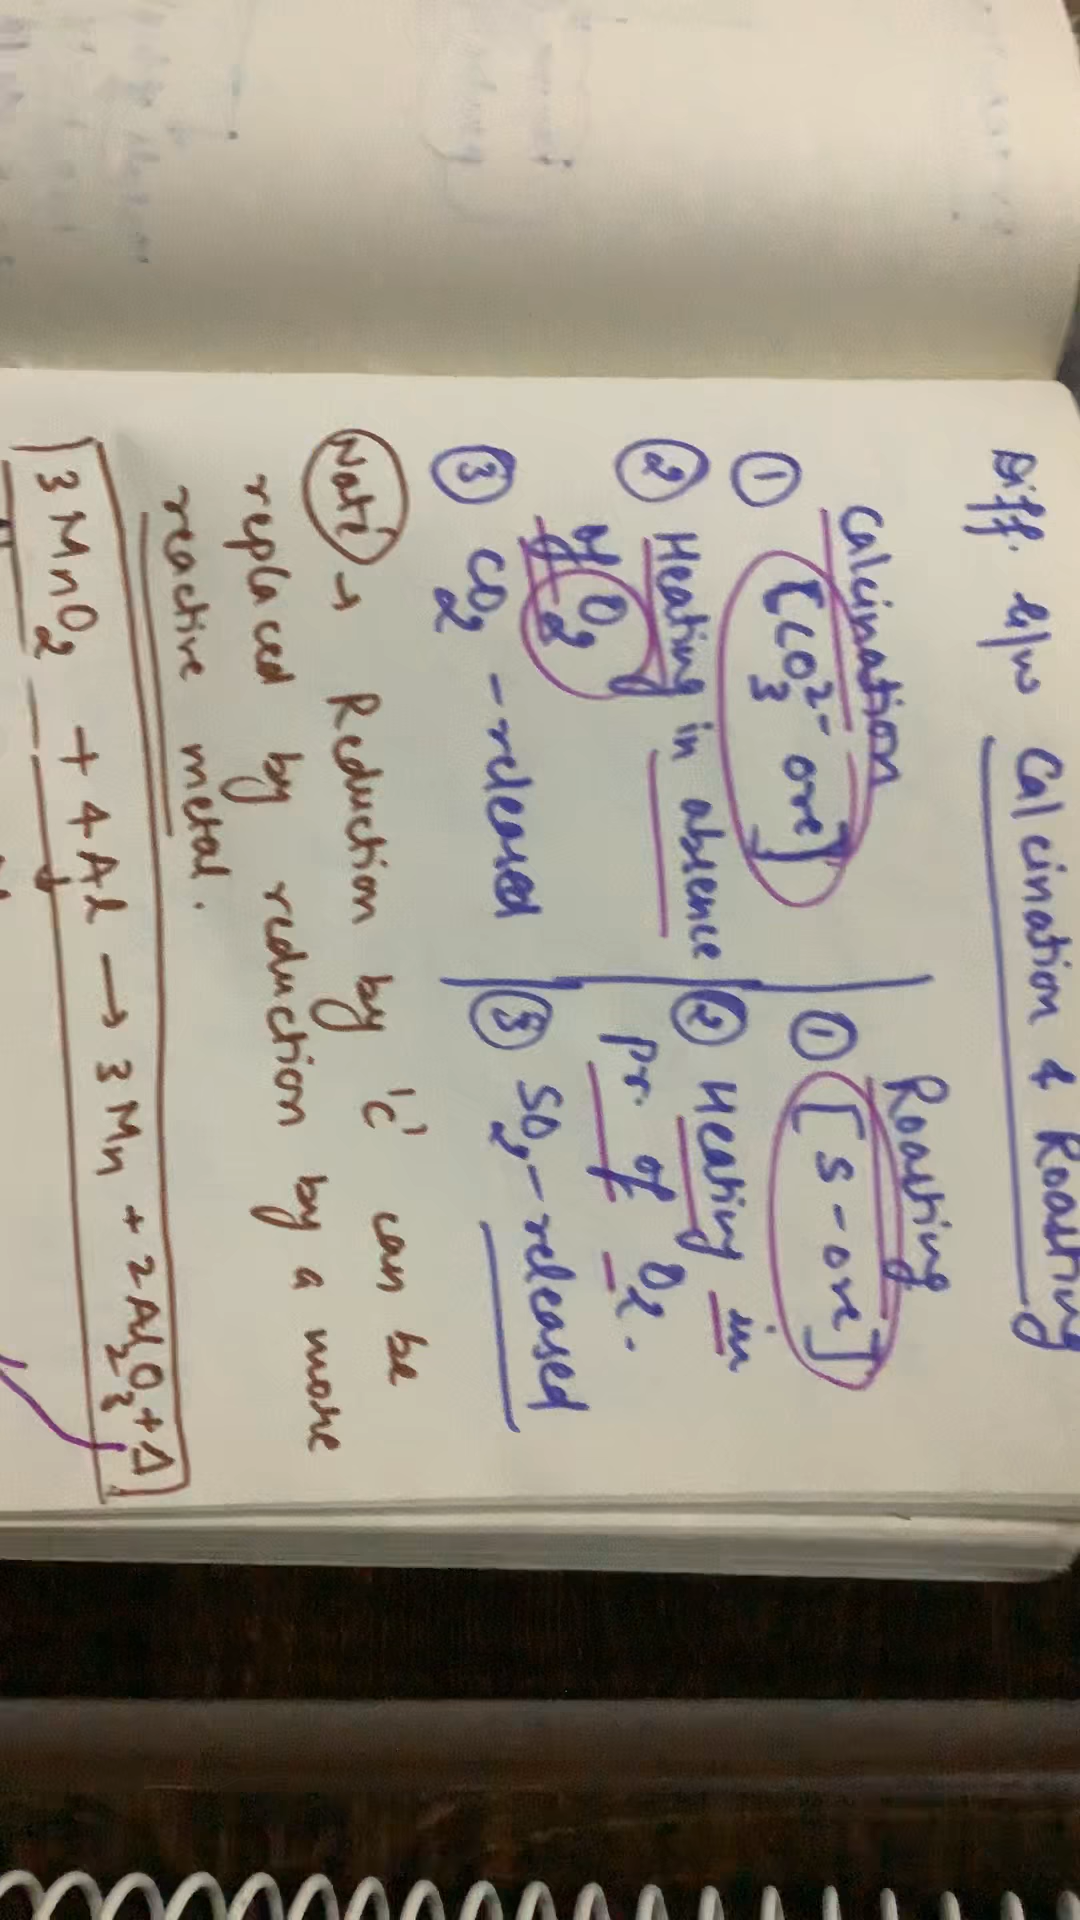 Diff. b/w Calcination & Roasting
Calcination
Roasting
① [CO₃²⁻ ore]
① [S-ore]
② Heating in absence
of O₂
② Heating in
pr. of O₂.
③ CO₂ - released
③ SO₂ - released
Note → Reduction by 'C' can be
replaced by reduction by a more
reactive metal.
3MnO₂ + 4Al → 3Mn + 2Al₂O₃ + Δ